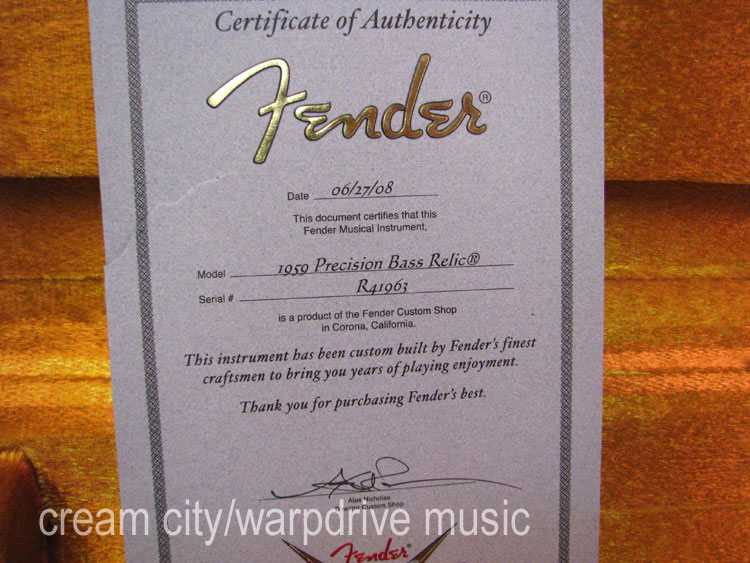 Certificate of Authenticity
Fender®
Date 06/27/08
This document certifies that this
Fender Musical Instrument.
Model 1959 Precision Bass Relic®
Serial # R41963
is a product of the Fender Custom Shop
in Corona, California.
This instrument has been custom built by Fender's finest
craftsmen to bring you years of playing enjoyment.
Thank you for purchasing Fender's best.
Alex Nicholas
Director Custom Shop
cream city/warpdrive music
Fender®